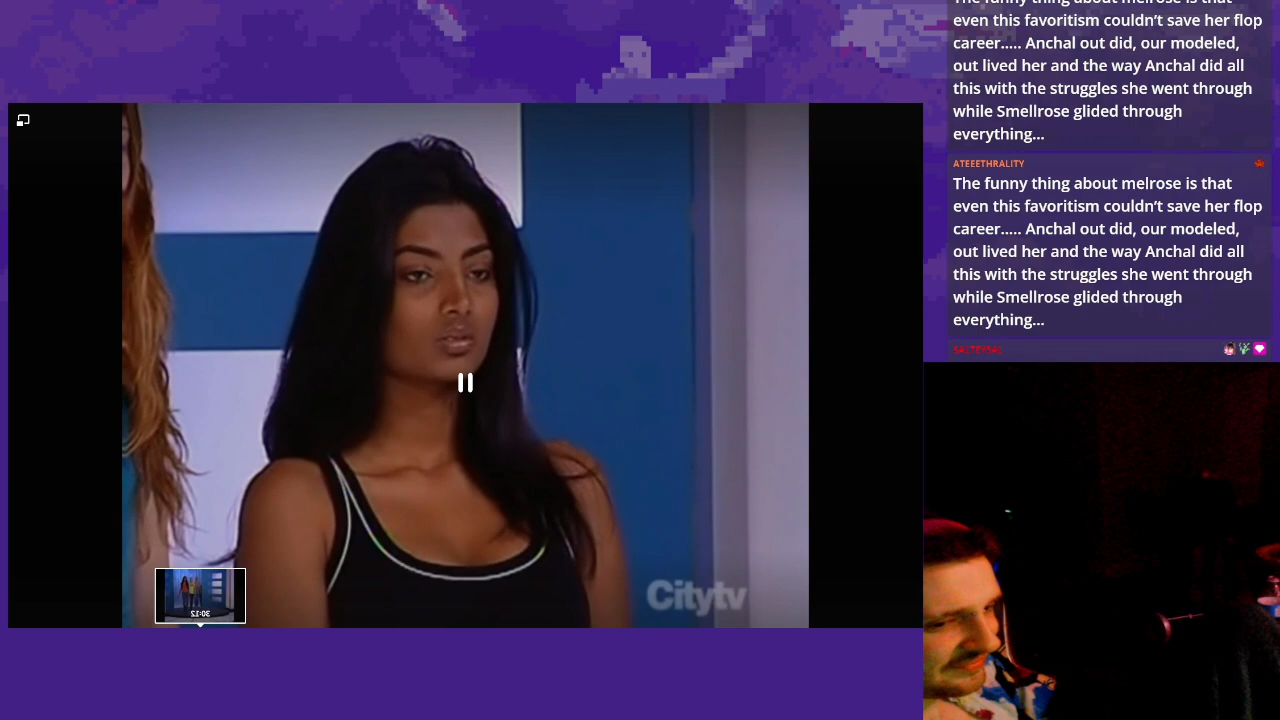 The funny thing about melrose is that
even this favoritism couldn’t save her flop
career..... Anchal out did, our modeled,
out lived her and the way Anchal did all
this with the struggles she went through
while Smellrose glided through
everything...
ATEEETHRALITY
The funny thing about melrose is that
even this favoritism couldn’t save her flop
career..... Anchal out did, our modeled,
out lived her and the way Anchal did all
this with the struggles she went through
while Smellrose glided through
everything...
SALTEYSAL
Citytv
30:12